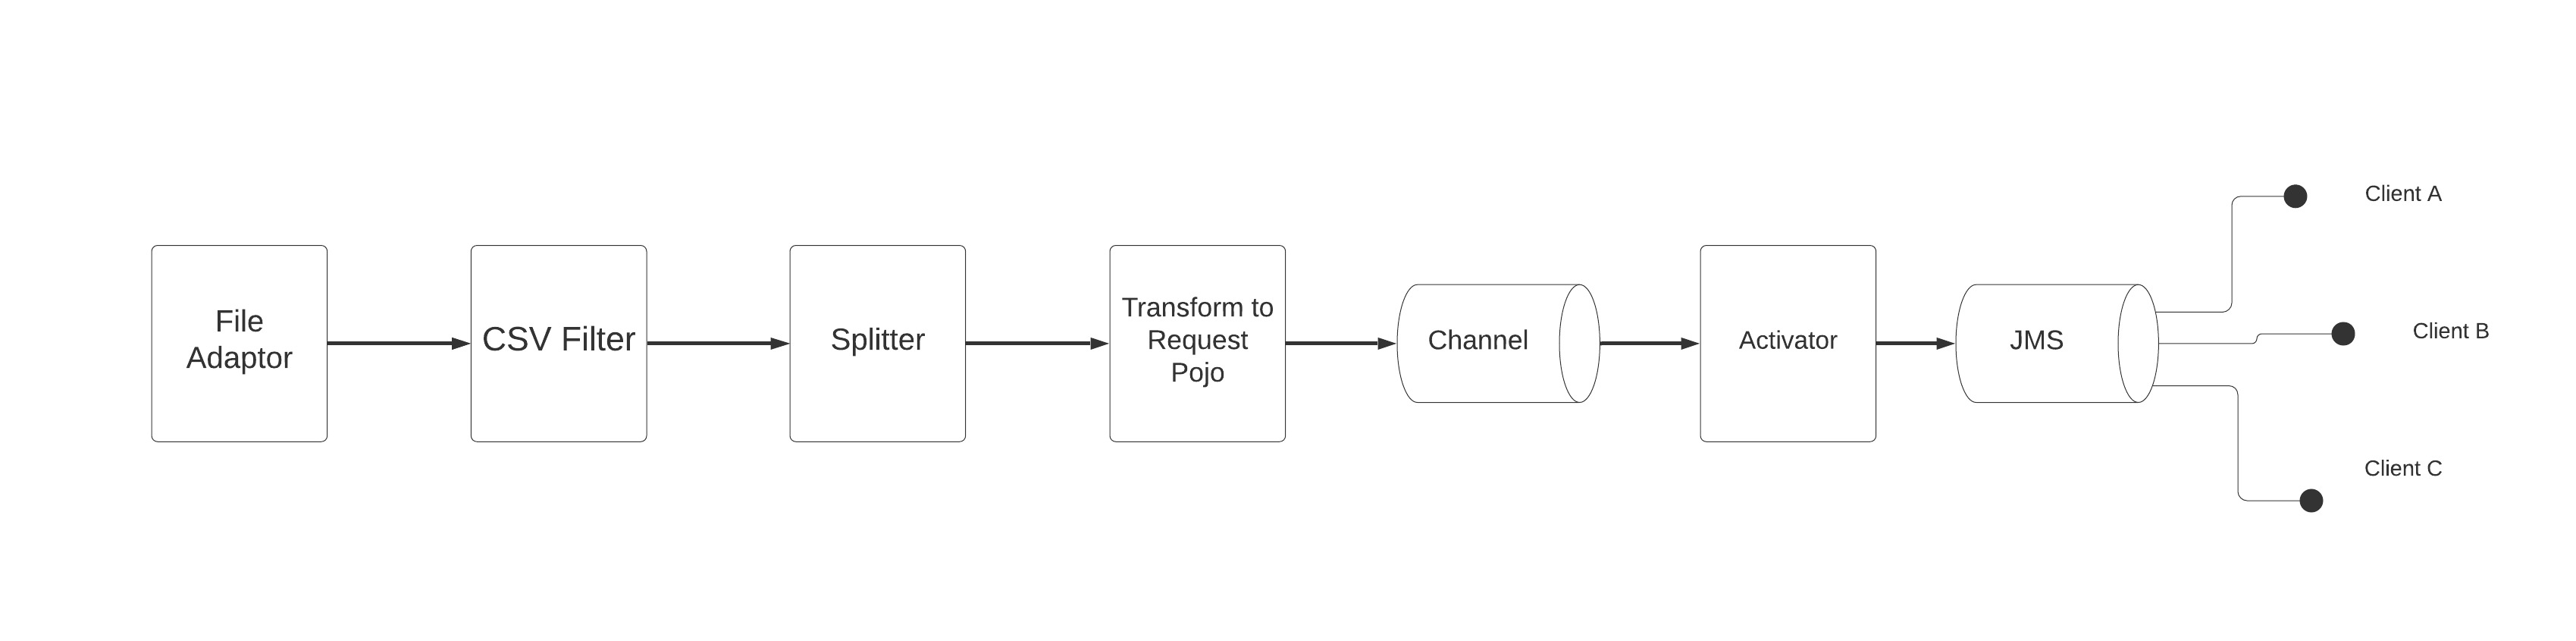 File
Adaptor
CSV Filter
Splitter
Transform to
Request
Pojo
Channel
Activator
JMS
Client A
Client B
Client C